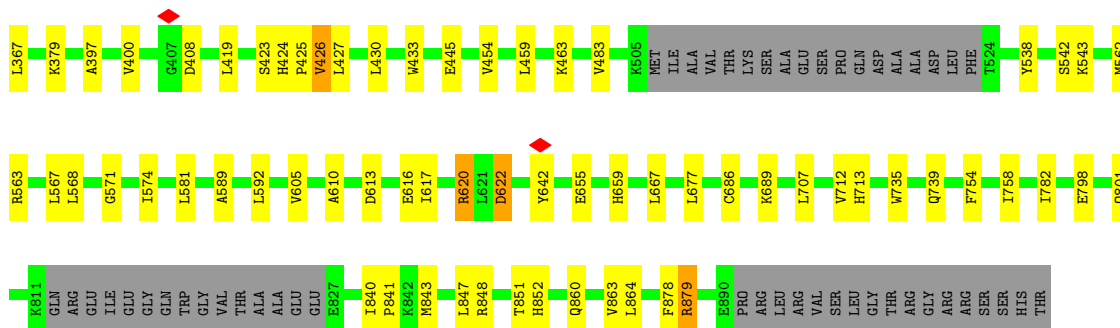 L367 K379 A397 V400 G407 D408 L419 S423 H424 P425 V426 L427 L430 W433 E445 V454 L459 K463 V483 K505 MET ILE ALA VAL THR LYS SER ALA GLU SER PRO GLN ASP ALA ALA ASP LEU PHE T524 Y538 S542 K543
R563 L567 L568 G571 I574 L581 A589 L592 V605 A610 D613 E616 I617 R620 L621 D622 Y642 E655 H659 L667 L677 C686 K689 L707 V712 H713 W735 Q739 F754 I758 I782 E798
K811 GLN ARG GLU ILE GLU GLY GLN TRP GLY VAL THR ALA ALA GLU GLU E827 I840 P841 K842 M843 L847 R848 T851 H852 Q860 V863 L864 F878 R879 E890 PRO ARG LEU ARG VAL SER SER LEU GLY THR ARG GLY ARG ARG SER SER HIS THR